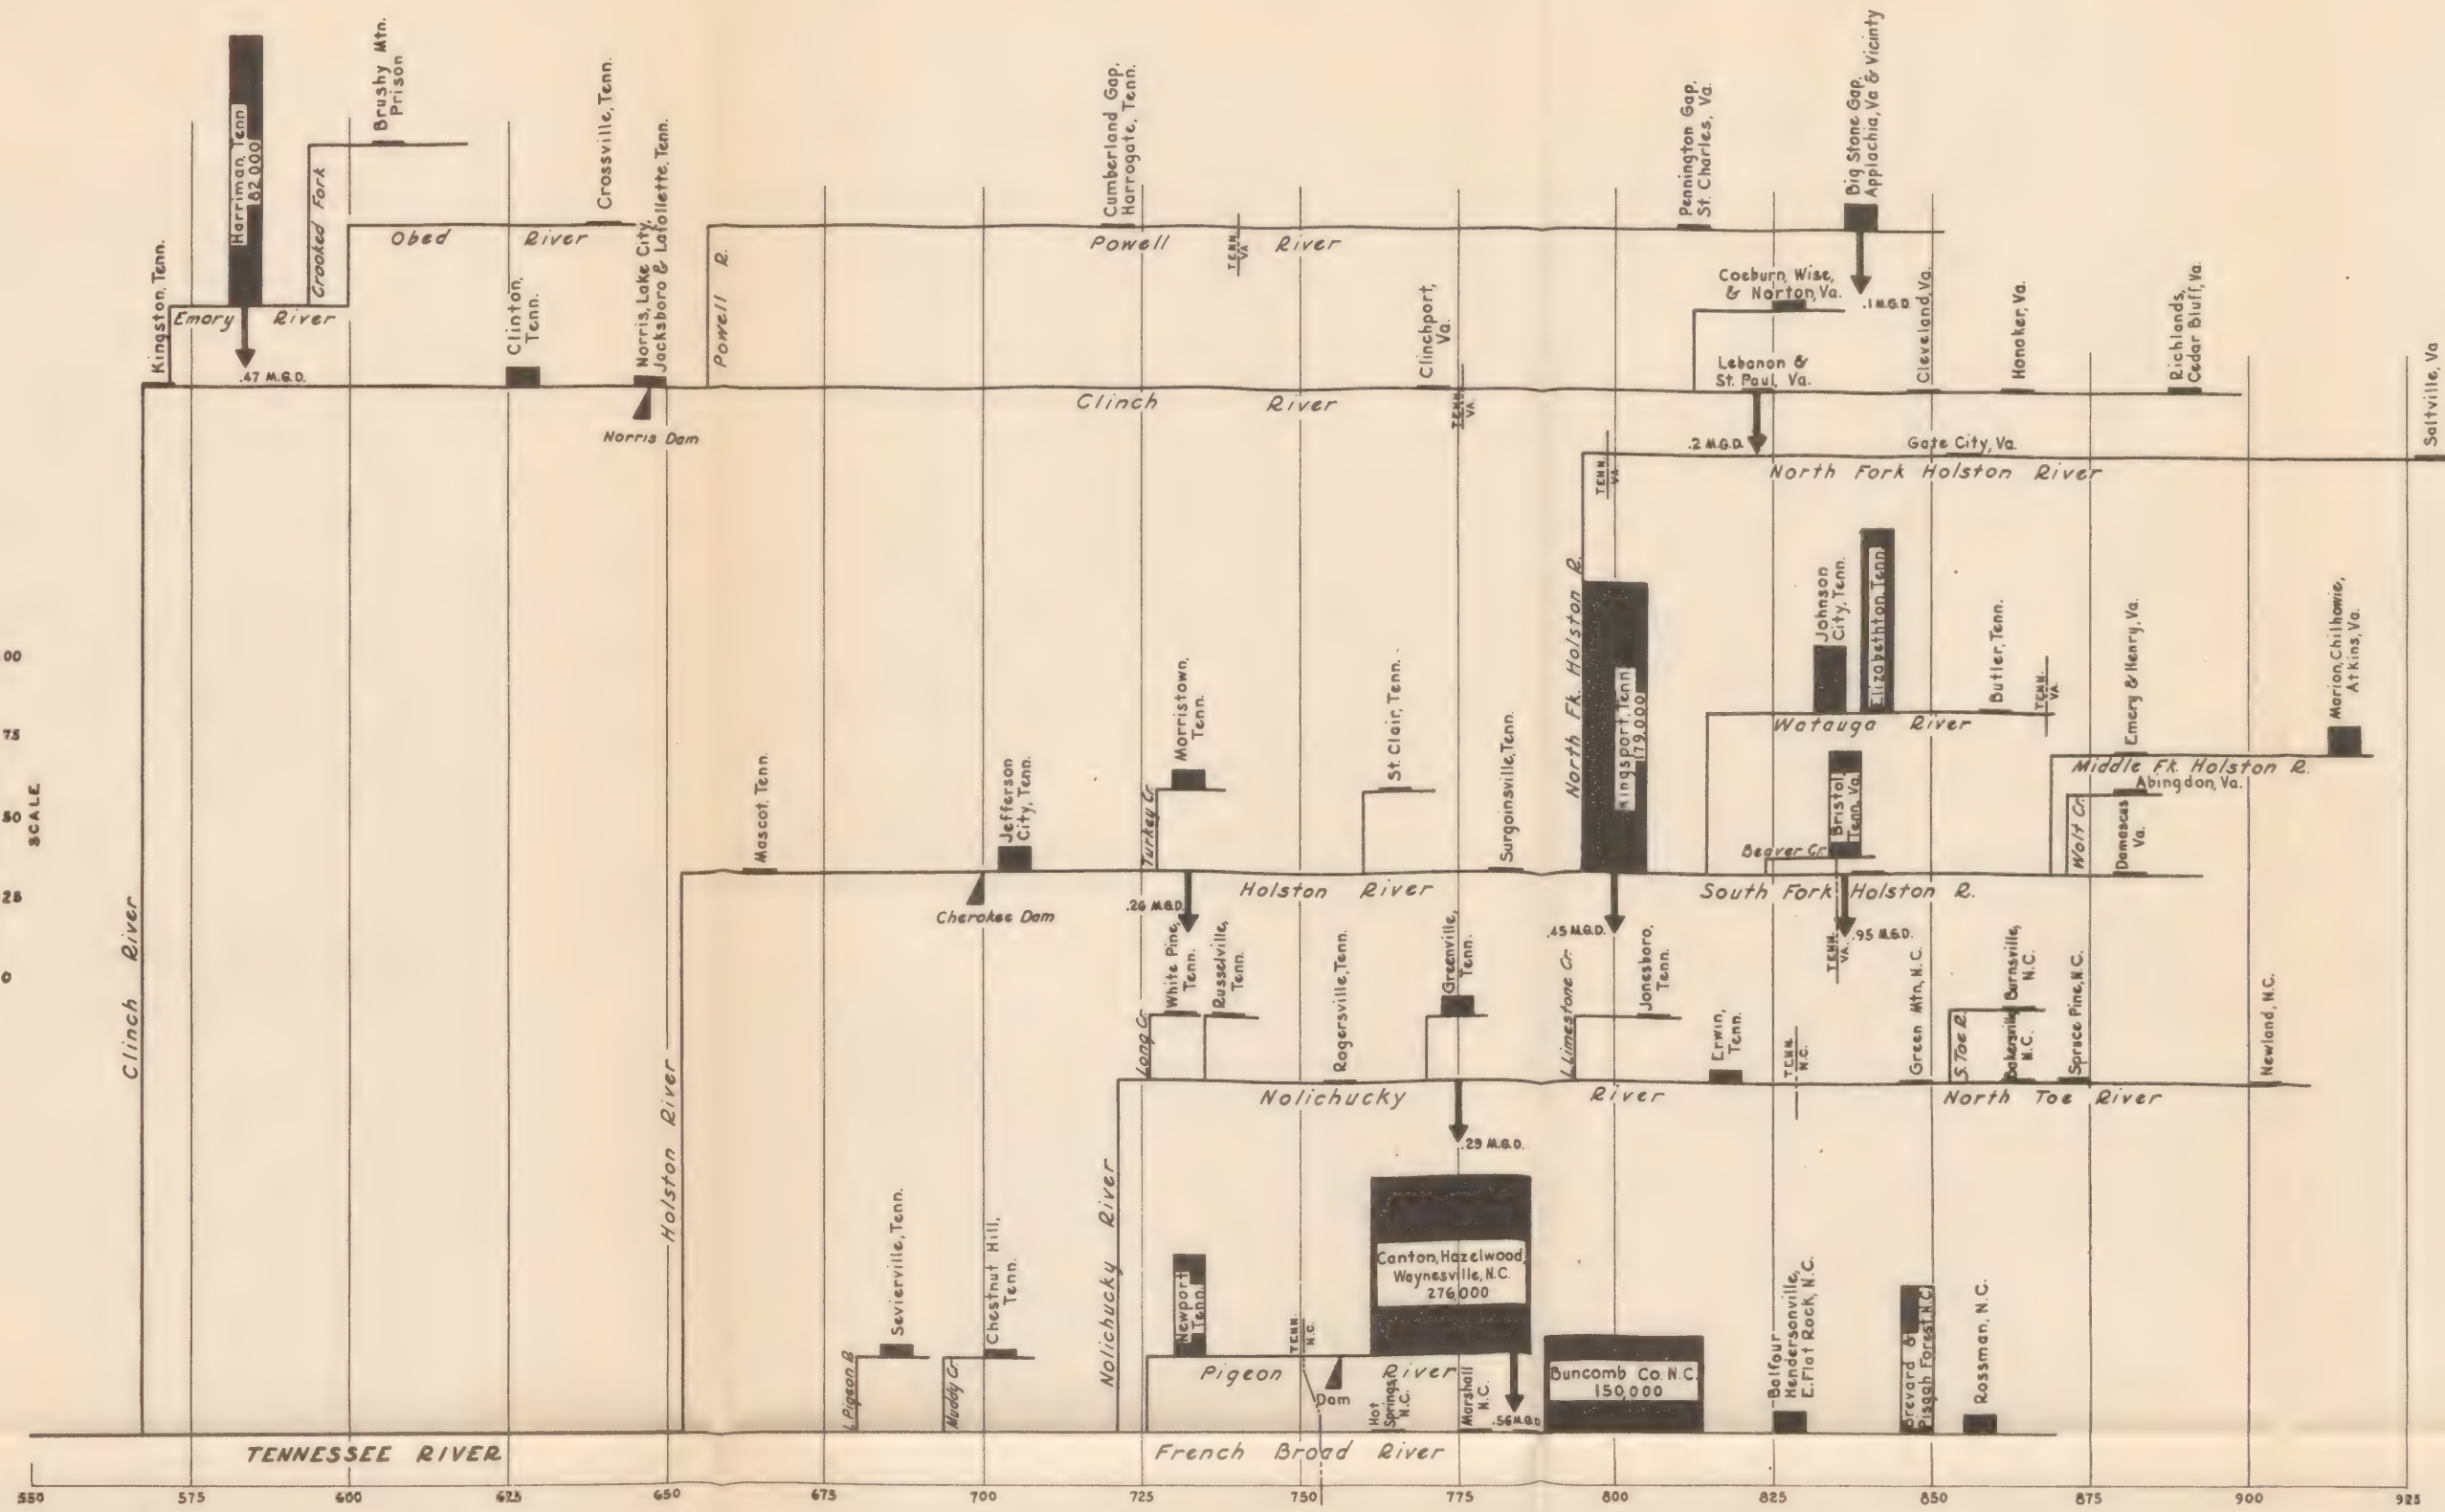 Brushy Mtn.
Prison
Harriman, Tenn
82 000
Crooked Fork
Crossville, Tenn.
Kingston, Tenn.
Emory River
Obed River
.47 M.G.D.
Clinton,
Tenn.
Norris, Lake City,
Jacksboro & Lafollette, Tenn.
Norris Dam
Powell R.
Cumberland Gap,
Harrogate, Tenn.
Powell River
TENN.
VA
Pennington Gap,
St. Charles, Va.
Big Stone Gap,
Applachia, Va & Vicinty
.1 M.G.D.
Coeburn, Wise,
& Norton, Va.
Clinchport,
Va.
Lebanon &
St. Paul, Va.
Cleveland, Va.
Honaker, Va.
Richlands,
Cedar Bluff, Va.
Clinch River
TENN.
VA.
.2 M.G.D.
Gate City, Va.
Saltville, Va
North Fork Holston River
TENN.
VA.
North Fk. Holston R.
Kingsport, Tenn
179,000
Johnson
City, Tenn.
Elizabethton, Tenn
Butler, Tenn.
TENN.
VA.
Watauga River
Emery & Henry, Va.
Marion, Chilhowie,
Atkins, Va.
Middle Fk. Holston R.
Abingdon, Va.
Bristol,
Tenn. Va.
Beaver Cr.
Wolf Cr.
Damascus
Va.
00
75
50
25
0
SCALE
Mascot, Tenn.
Jefferson
City, Tenn.
Cherokee Dam
Turkey Cr.
Morristown,
Tenn.
St. Clair, Tenn.
Surgoinsville, Tenn.
Holston River
South Fork Holston R.
.26 M.G.D.
.45 M.G.D.
.95 M.G.D.
TENN.
VA.
Clinch River
Holston River
Long Cr.
White Pine,
Tenn.
Russelville,
Tenn.
Rogersville, Tenn.
Greenville,
Tenn.
L. Limestone Cr.
Jonesboro,
Tenn.
Erwin,
Tenn.
TENN.
N.C.
Green Mtn, N.C.
S. Toe R.
Burnsville,
N.C.
Bakersville
N.C.
Spruce Pine, N.C.
Newland, N.C.
Nolichucky River
North Toe River
.29 M.G.D.
Nolichucky River
Sevierville, Tenn.
Chestnut Hill,
Tenn.
L. Pigeon R
Muddy Cr.
Newport
Tenn.
TENN.
N.C.
Canton, Hazelwood,
Waynesville, N.C.
276,000
Pigeon River
Dam
Hot
Springs,
N.C.
Marshall
N.C.
.56 M.G.D.
Buncomb Co. N.C.
150,000
Balfour
Hendersonville,
E. Flat Rock, N.C.
Brevard &
Pisgah Forest N.C.
Rossman, N.C.
TENNESSEE RIVER
French Broad River
550 575 600 625 650 675 700 725 750 775 800 825 850 875 900 925